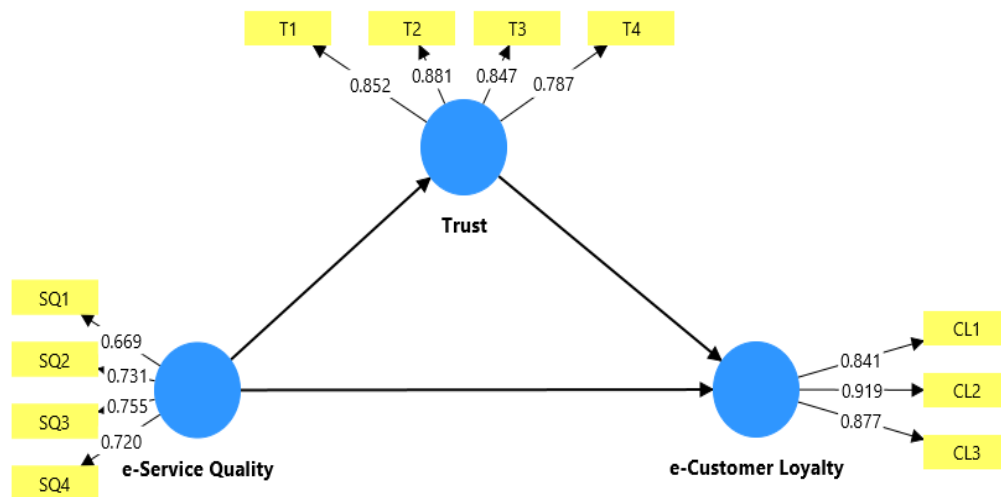 T1
T2
T3
T4
0.852
0.881
0.847
0.787
Trust
SQ1
SQ2
SQ3
SQ4
0.669
0.731
0.755
0.720
e-Service Quality
CL1
CL2
CL3
0.841
0.919
0.877
e-Customer Loyalty